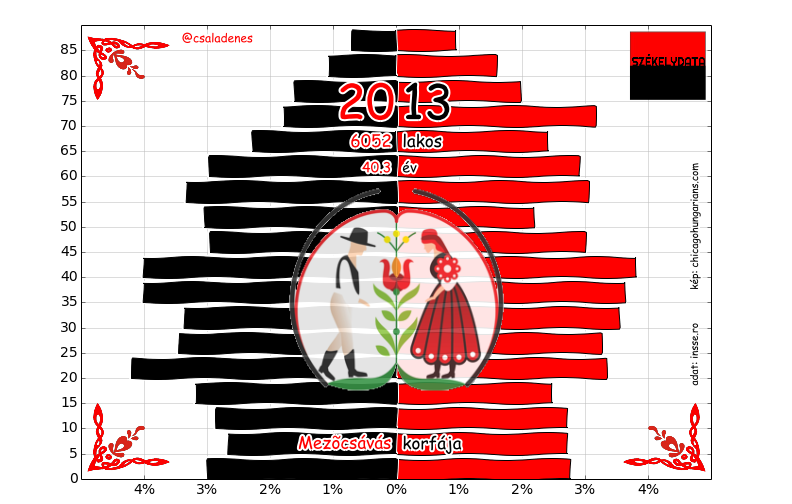 @csaladenes
SZÉKELYDATA
2013
6052 lakos
40.3 év
kép: chicagohungarians.com
adat: insse.ro
Mezőcsávás korfája
85
80
75
70
65
60
55
50
45
40
35
30
25
20
15
10
5
0
4% 3% 2% 1% 0% 1% 2% 3% 4%